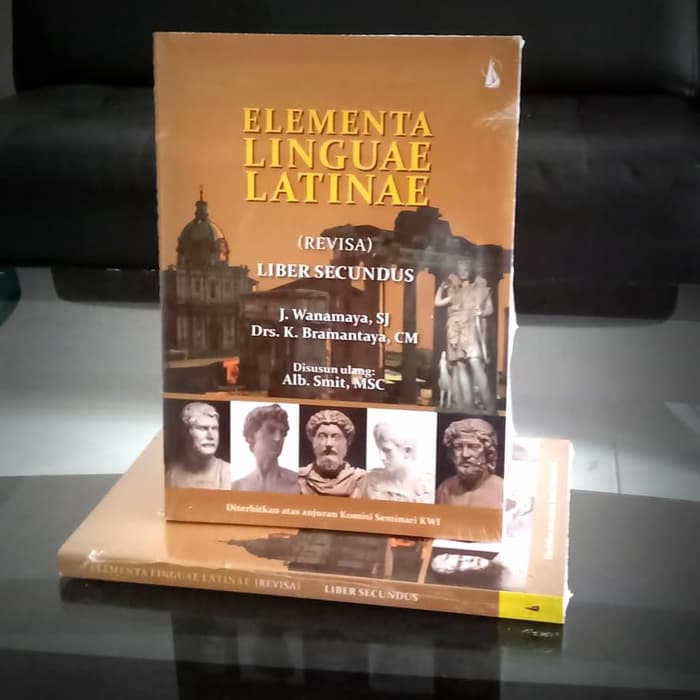 ELEMENTA
LINGUAE
LATINAE
(REVISA)
LIBER SECUNDUS
J. Wanamaya, SJ
Drs. K. Bramantaya, CM
Disusun ulang:
Alb. Smit, MSC
Diterbitkan atas anjuran Komisi Seminari KWI
ELEMENTA LINGUAE LATINAE (REVISA) LIBER SECUNDUS